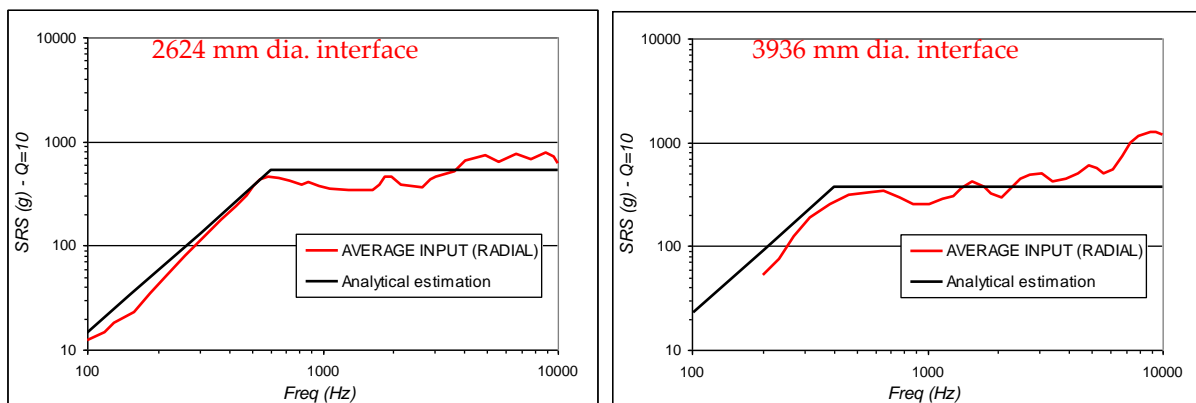 2624 mm dia. interface
10000
1000
100
10
SRS (g) - Q=10
AVERAGE INPUT (RADIAL)
Analytical estimation
100
1000
10000
Freq (Hz)
3936 mm dia. interface
10000
1000
100
10
SRS (g) - Q=10
AVERAGE INPUT (RADIAL)
Analytical estimation
100
1000
10000
Freq (Hz)